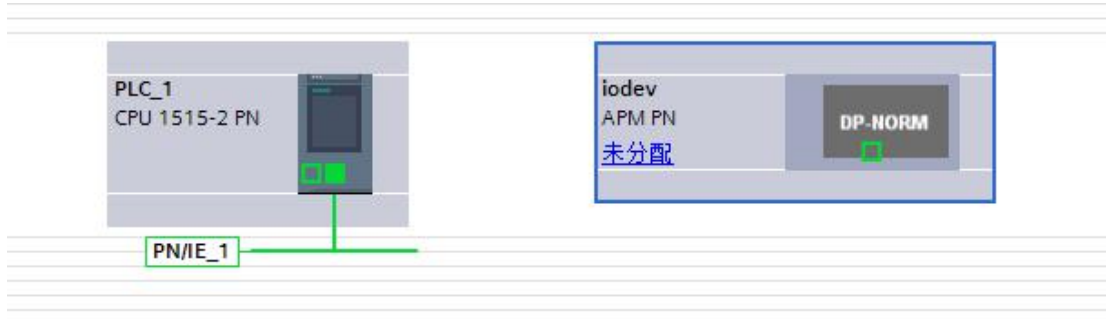 PLC_1
CPU 1515-2 PN
iodev
APM PN
未分配
DP-NORM
PN/IE_1